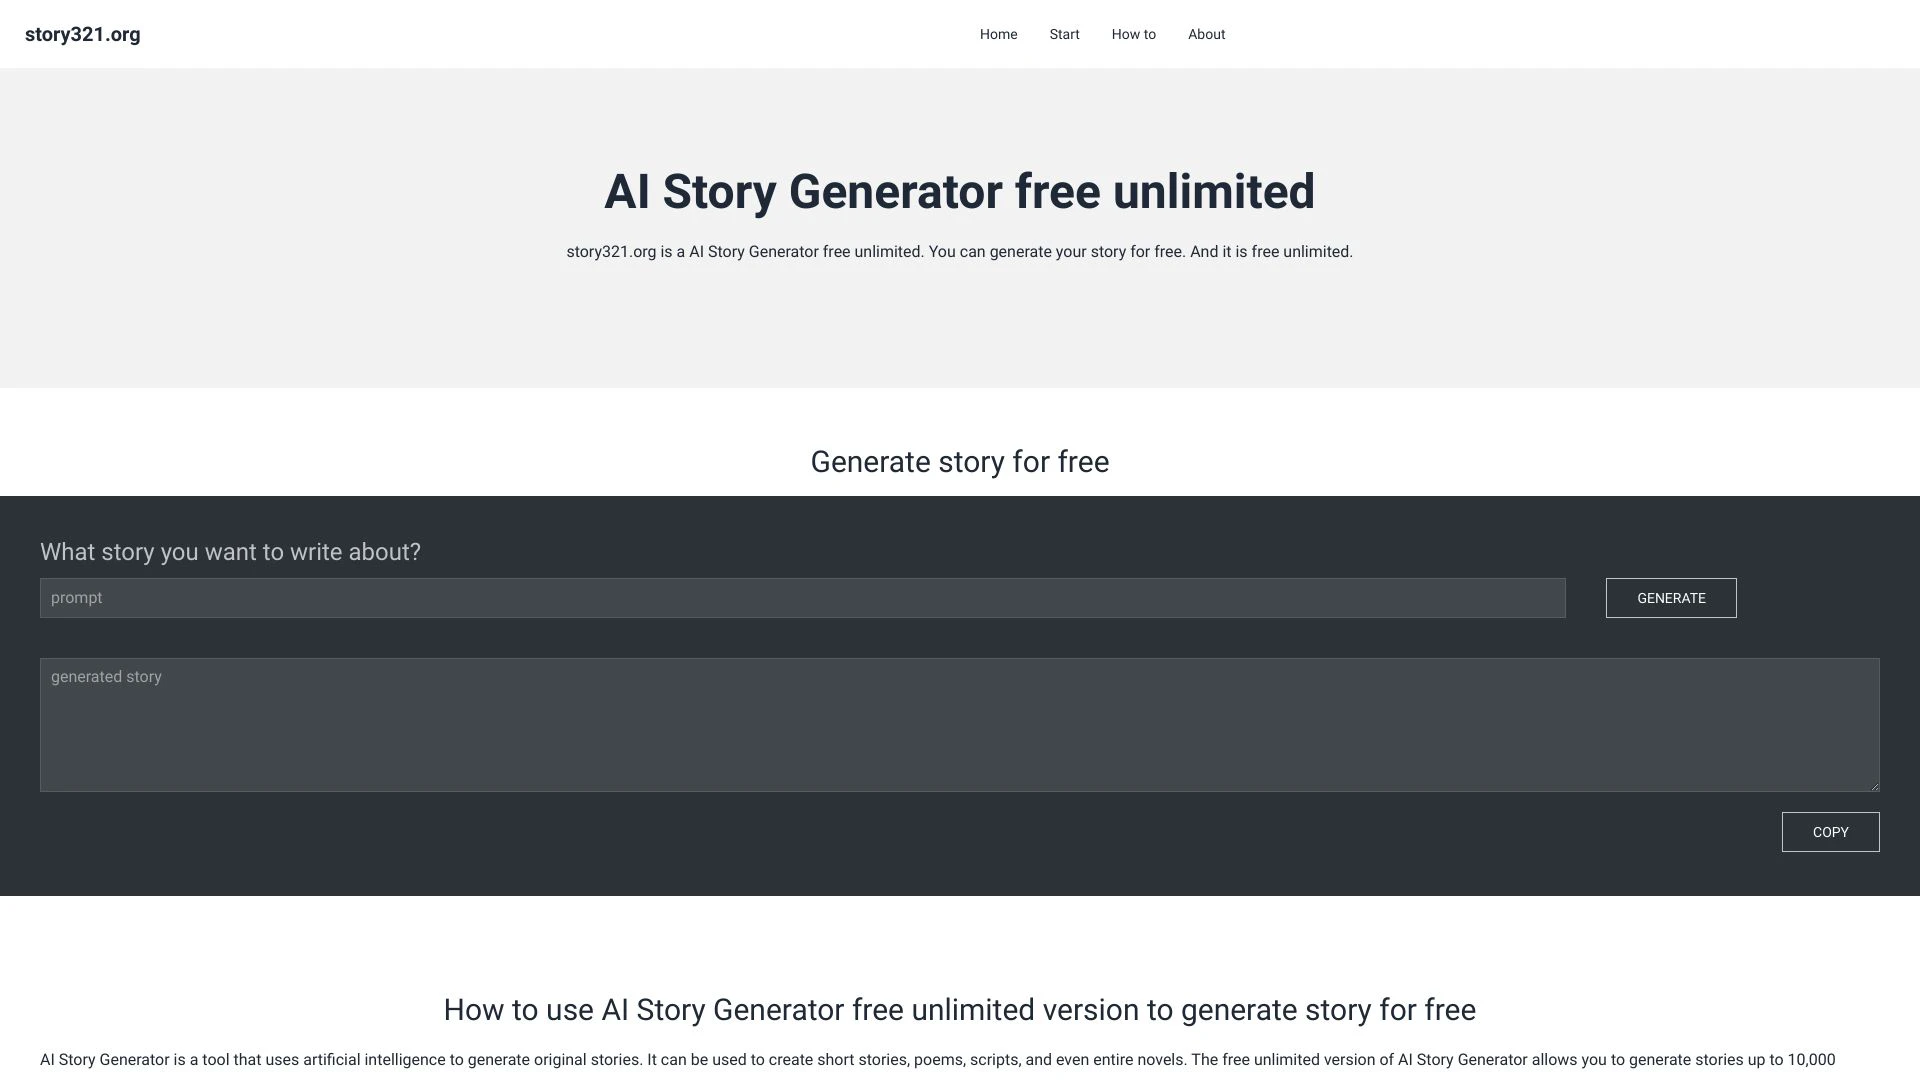 story321.org
Home
Start
How to
About
AI Story Generator free unlimited
story321.org is a AI Story Generator free unlimited. You can generate your story for free. And it is free unlimited.
Generate story for free
What story you want to write about?
prompt
GENERATE
generated story
COPY
How to use AI Story Generator free unlimited version to generate story for free
AI Story Generator is a tool that uses artificial intelligence to generate original stories. It can be used to create short stories, poems, scripts, and even entire novels. The free unlimited version of AI Story Generator allows you to generate stories up to 10,000